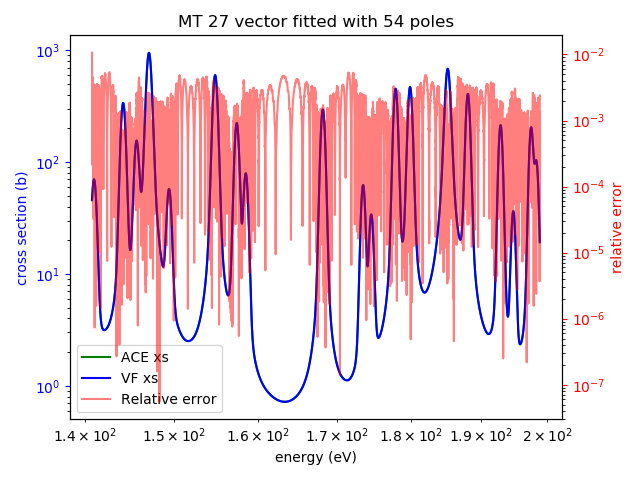 MT 27 vector fitted with 54 poles
10³
10²
10¹
10⁰
cross section (b)
10⁻²
10⁻³
10⁻⁴
10⁻⁵
10⁻⁶
10⁻⁷
relative error
ACE xs
VF xs
Relative error
1.4 × 10² 1.5 × 10² 1.6 × 10² 1.7 × 10² 1.8 × 10² 1.9 × 10² 2 × 10²
energy (eV)